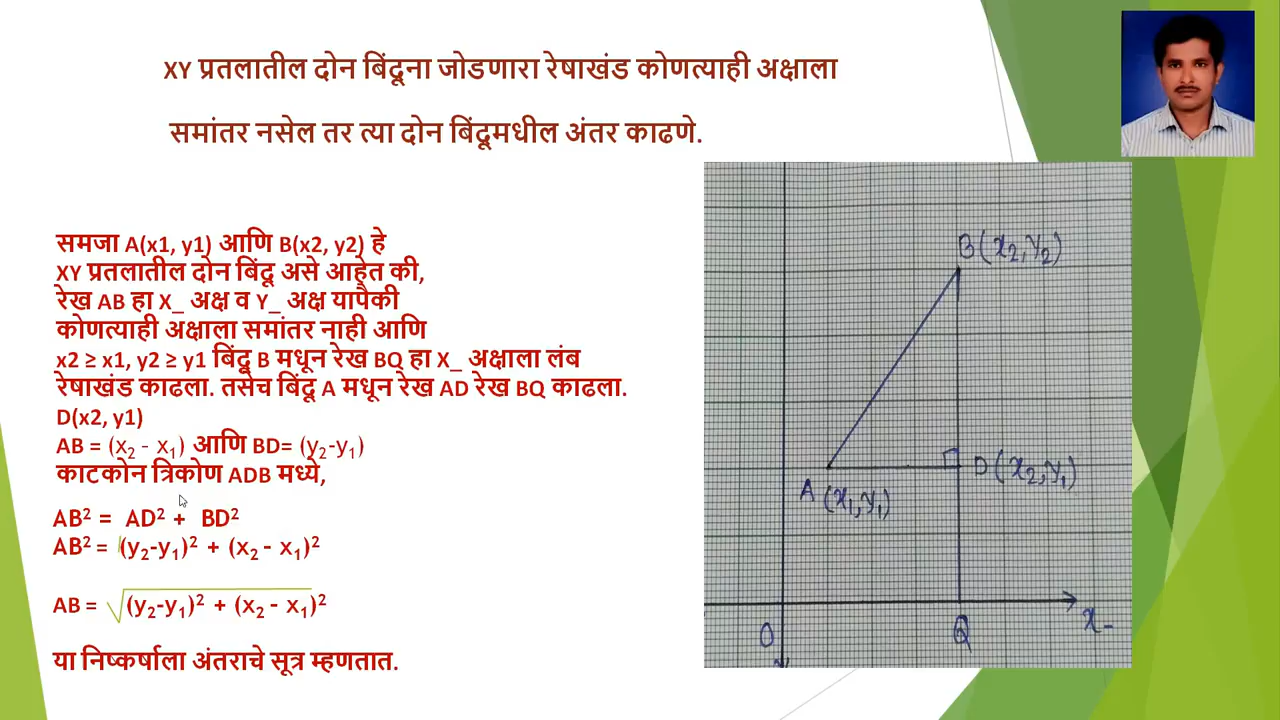 XY प्रतलातील दोन बिंदूना जोडणारा रेषाखंड कोणत्याही अक्षाला
समांतर नसेल तर त्या दोन बिंदूमधील अंतर काढणे.
समजा A(x1, y1) आणि B(x2, y2) हे
XY प्रतलातील दोन बिंदू असे आहेत की,
रेख AB हा X_ अक्ष व Y_ अक्ष यापैकी
कोणत्याही अक्षाला समांतर नाही आणि
x2 ≥ x1, y2 ≥ y1 बिंदू B मधून रेख BQ हा X_ अक्षाला लंब
रेषाखंड काढला. तसेच बिंदू A मधून रेख AD रेख BQ काढला.
D(x2, y1)
AB = (x₂ – x₁) आणि BD= (y₂-y₁)
काटकोन त्रिकोण ADB मध्ये,
AB² = AD² + BD²
AB² = (y₂-y₁)² + (x₂ - x₁)²
AB = √(y₂-y₁)² + (x₂ - x₁)²
या निष्कर्षाला अंतराचे सूत्र म्हणतात.
B(x₂,y₂)
D(x₂,y₁)
A(x₁,y₁)
O
Q
X-